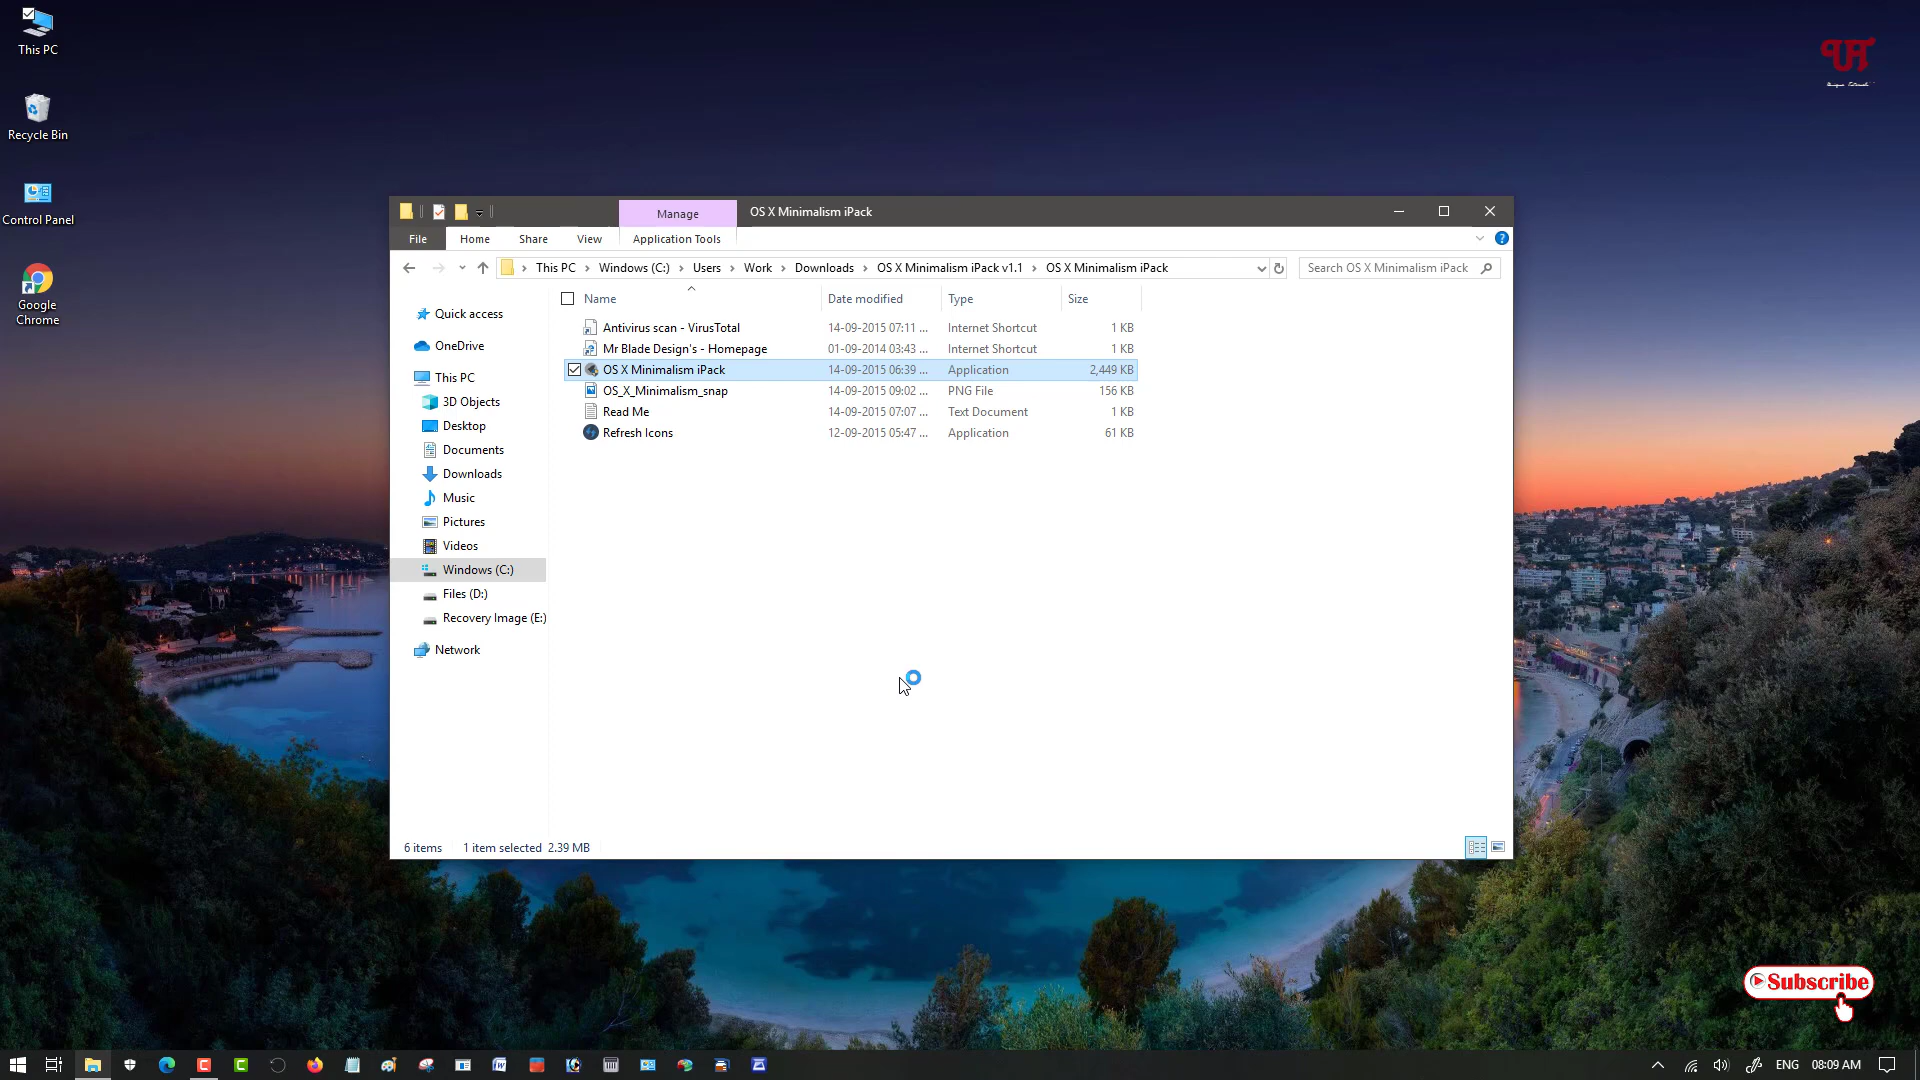 This PC
Recycle Bin
Control Panel
Google
Chrome
Manage
OS X Minimalism iPack
File
Home
Share
View
Application Tools
This PC > Windows (C:) > Users > Work > Downloads > OS X Minimalism iPack v1.1 > OS X Minimalism iPack
Search OS X Minimalism iPack
Name
Date modified
Type
Size
Antivirus scan - VirusTotal 14-09-2015 07:11 ... Internet Shortcut 1 KB
Mr Blade Design's - Homepage 01-09-2014 03:43 ... Internet Shortcut 1 KB
OS X Minimalism iPack 14-09-2015 06:39 ... Application 2,449 KB
OS_X_Minimalism_snap 14-09-2015 09:02 ... PNG File 156 KB
Read Me 14-09-2015 07:07 ... Text Document 1 KB
Refresh Icons 12-09-2015 05:47 ... Application 61 KB
Quick access
OneDrive
This PC
3D Objects
Desktop
Documents
Downloads
Music
Pictures
Videos
Windows (C:)
Files (D:)
Recovery Image (E:)
Network
6 items
1 item selected 2.39 MB
Subscribe
ENG
08:09 AM